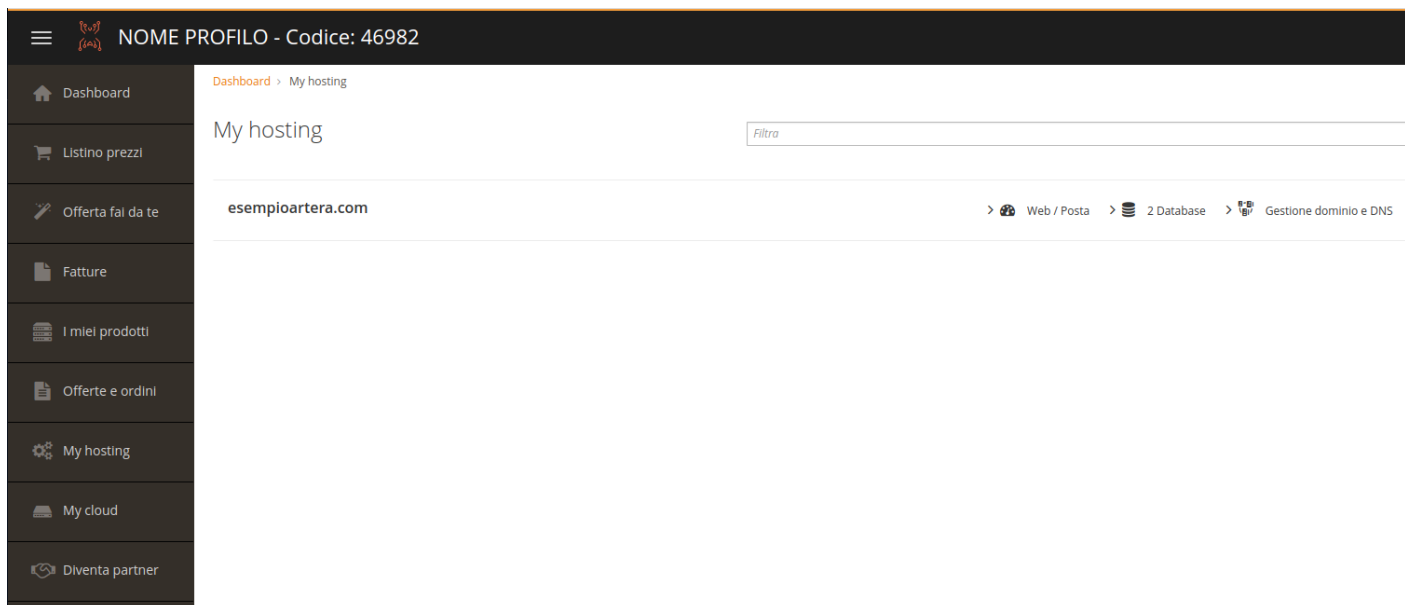 NOME PROFILO - Codice: 46982
Dashboard
Listino prezzi
Offerta fai da te
Fatture
I miei prodotti
Offerte e ordini
My hosting
My cloud
Diventa partner
Dashboard > My hosting
My hosting
Filtra
esempioartera.com
> Web / Posta > 2 Database > Gestione dominio e DNS